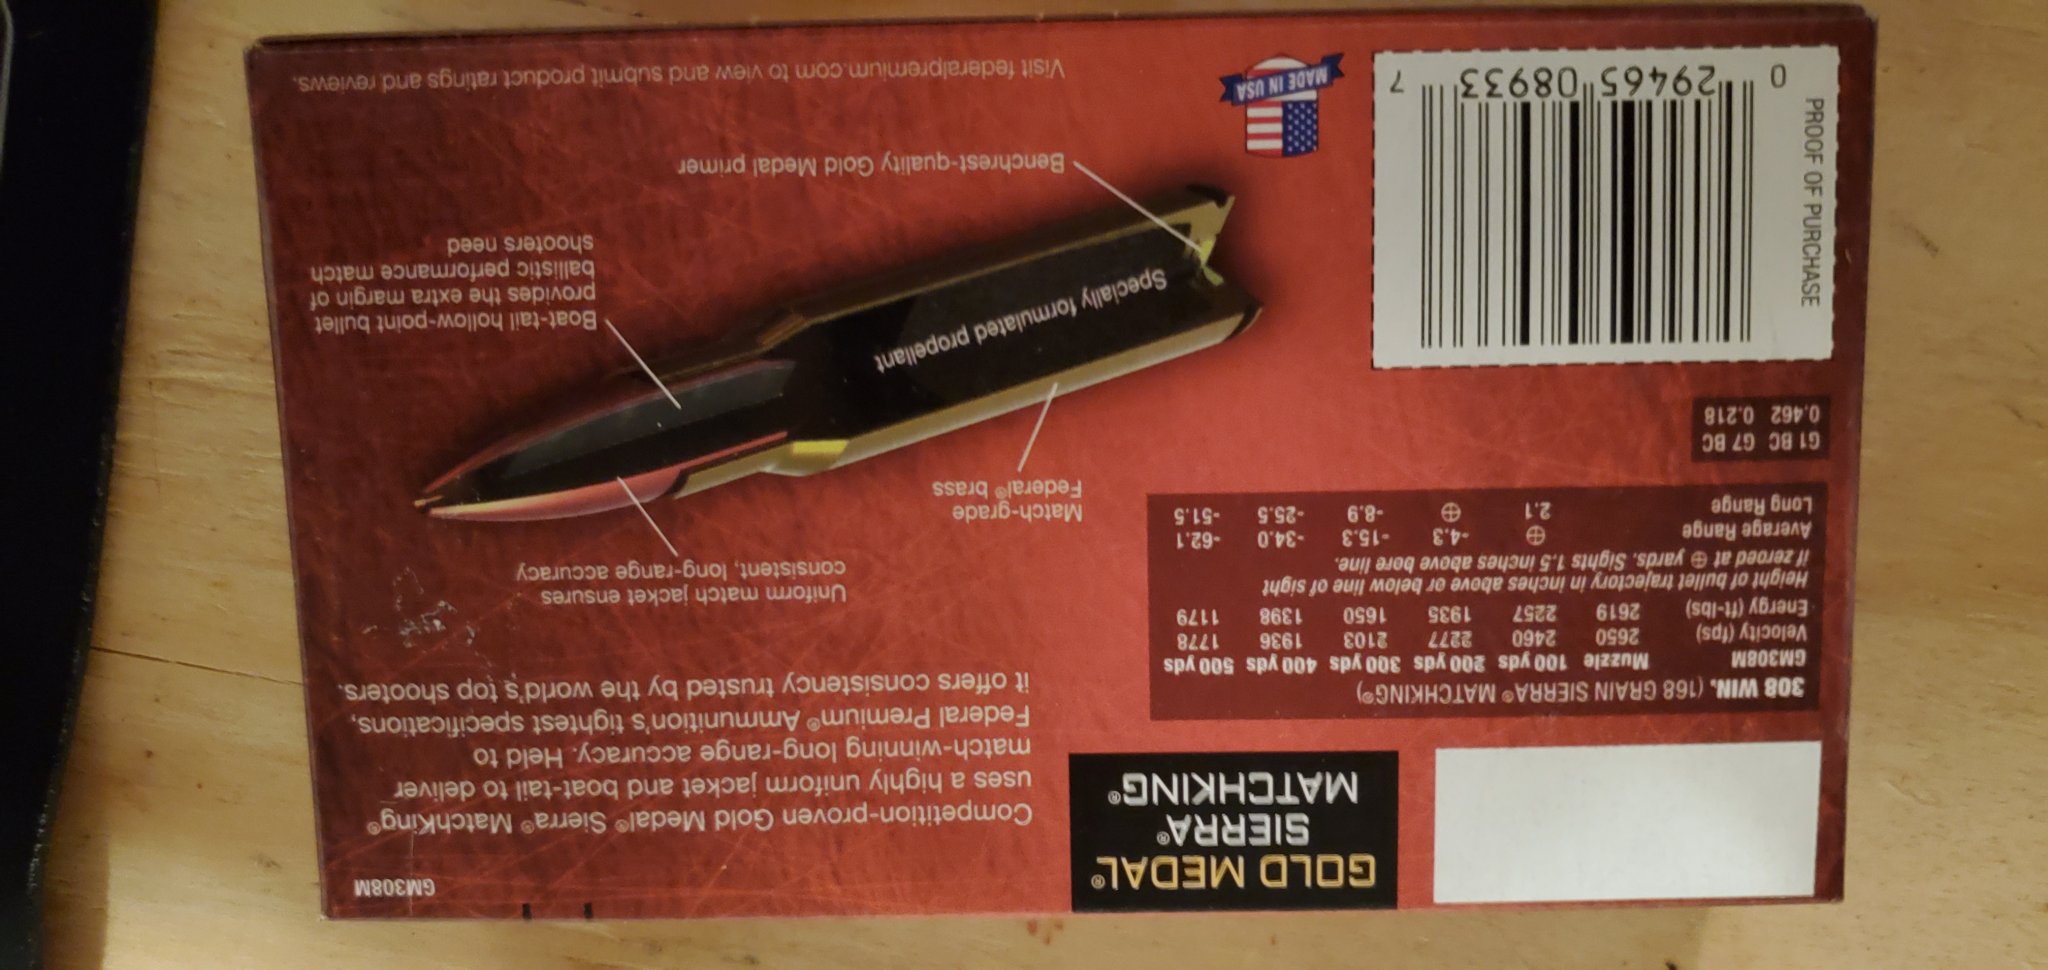 GM308M
GOLD MEDAL®
SIERRA®
MATCHKING®
Competition-proven Gold Medal® Sierra® MatchKing®
uses a highly uniform jacket and boat-tail to deliver
match-winning long-range accuracy. Held to
Federal Premium® Ammunition's tightest specifications,
it offers consistency trusted by the world's top shooters.
308 WIN. (168 GRAIN SIERRA® MATCHKING®)
GM308M Muzzle 100 yds 200 yds 300 yds 400 yds 500 yds
Velocity (fps) 2650 2460 2277 2103 1936 1778
Energy (ft-lbs) 2619 2257 1935 1650 1398 1179
Height of bullet trajectory in inches above or below line of sight
if zeroed at ⊕ yards. Sights 1.5 inches above bore line.
Average Range ⊕ -4.3 -15.3 -34.0 -62.1
Long Range 2.1 ⊕ -8.9 -25.5 -51.5
G1 BC G7 BC
0.462 0.218
Uniform match jacket ensures
consistent, long-range accuracy
Match-grade
Federal® brass
Specially formulated propellant
Boat-tail hollow-point bullet
provides the extra margin of
ballistic performance match
shooters need
Benchrest-quality Gold Medal primer
PROOF OF PURCHASE
0 29465 08933 7
MADE IN USA
Visit federalpremium.com to view and submit product ratings and reviews.